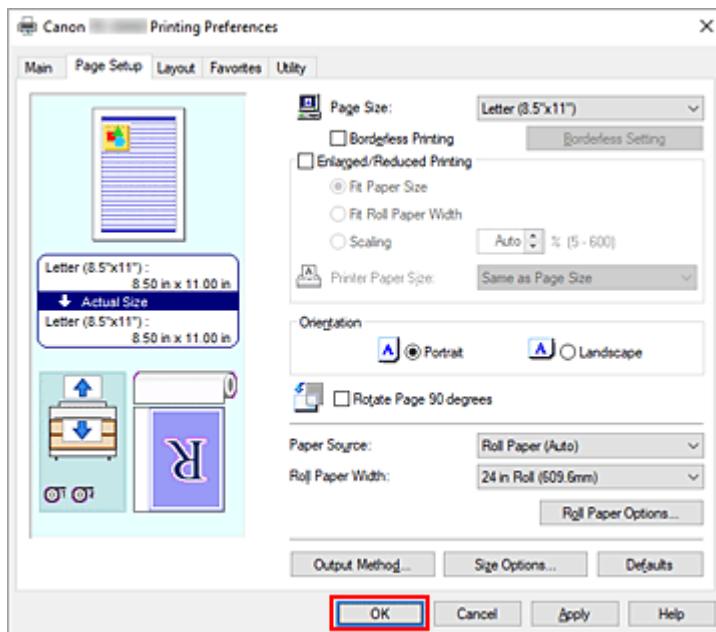 Canon Printing Preferences
Main Page Setup Layout Favorites Utility
Page Size: Letter (8.5"x11")
Borderless Printing Borderless Setting
Enlarged/Reduced Printing
Fit Paper Size
Fit Roll Paper Width
Scaling Auto % (5 - 600)
Printer Paper Size: Same as Page Size
Letter (8.5"x11") :
8.50 in x 11.00 in
Actual Size
Letter (8.5"x11") :
8.50 in x 11.00 in
Orientation
A Portrait A Landscape
Rotate Page 90 degrees
Paper Source: Roll Paper (Auto)
Roll Paper Width: 24 in Roll (609.6mm)
R
Roll Paper Options...
Output Method... Size Options... Defaults
OK Cancel Apply Help